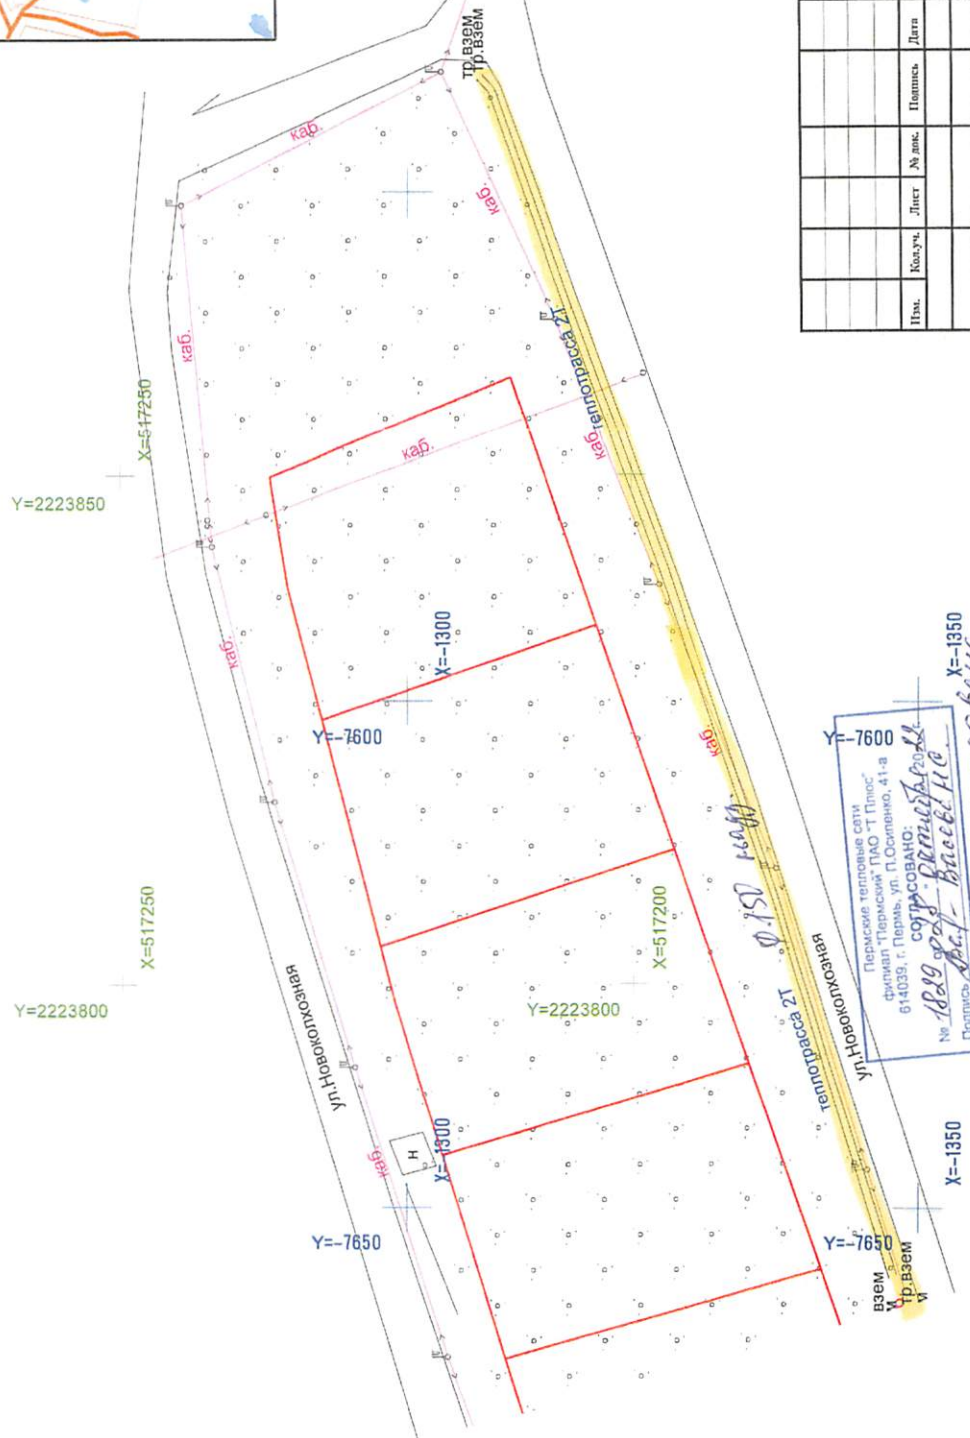 тр.взем
тр.взем
каб.
каб.
каб.
X=517250
Y=2223850
теплотрасса 2Т
каб.
каб.
каб.
X=-1300
Y=-7600
каб.
X=517250
Y=2223800
ул.Новоколхозная
X=517200
Y=2223800
теплотрасса 2Т
ул.Новоколхозная
каб.
Н
X=-1300
Y=-7650
Y=-7600
X=-1350
X=-1350
Y=-7650
взем
м
тр.взем
м
Изм.
Кол.уч.
Лист
№ док.
Подпись
Дата
Пермские тепловые сети
филиал "Пермский" ПАО "Т Плюс"
614039, г. Пермь, ул. П.Осипенко, 41-а
СОГЛАСОВАНО:
№ 1829
Подпись